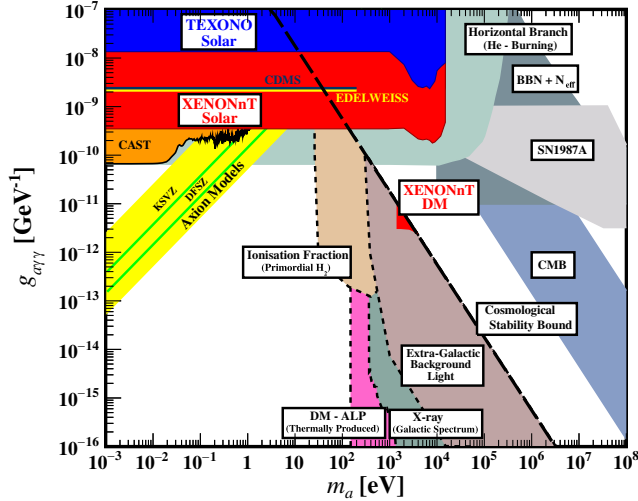 10⁻⁷
10⁻⁸
10⁻⁹
10⁻¹⁰
10⁻¹¹
10⁻¹²
10⁻¹³
10⁻¹⁴
10⁻¹⁵
10⁻¹⁶
g_aγγ [GeV⁻¹]
TEXONO
Solar
CDMS
EDELWEISS
XENONnT
Solar
CAST
KSVZ
DFSZ
Axion Models
Horizontal Branch
(He - Burning)
BBN + N_eff
SN1987A
XENONnT
DM
CMB
Ionisation Fraction
(Primordial H₂)
Cosmological
Stability Bound
Extra-Galactic
Background
Light
DM - ALP
(Thermally Produced)
X-ray
(Galactic Spectrum)
10⁻³ 10⁻² 10⁻¹ 1 10 10² 10³ 10⁴ 10⁵ 10⁶ 10⁷ 10⁸
m_a [eV]